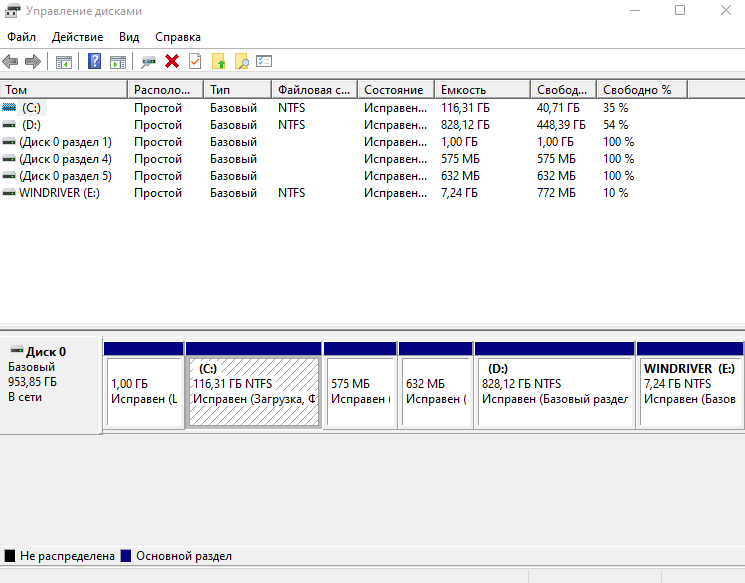 Управление дисками
Файл Действие Вид Справка
Том Располо... Тип Файловая с... Состояние Емкость Свобод... Свободно %
(C:) Простой Базовый NTFS Исправен... 116,31 ГБ 40,71 ГБ 35 %
(D:) Простой Базовый NTFS Исправен... 828,12 ГБ 448,39 ГБ 54 %
(Диск 0 раздел 1) Простой Базовый Исправен... 1,00 ГБ 1,00 ГБ 100 %
(Диск 0 раздел 4) Простой Базовый Исправен... 575 МБ 575 МБ 100 %
(Диск 0 раздел 5) Простой Базовый Исправен... 632 МБ 632 МБ 100 %
WINDRIVER (E:) Простой Базовый NTFS Исправен... 7,24 ГБ 772 МБ 10 %
Диск 0
Базовый
953,85 ГБ
В сети
1,00 ГБ
Исправен (
(C:)
116,31 ГБ NTFS
Исправен (Загрузка, Ф
575 МБ
Исправен (
632 МБ
Исправен (
(D:)
828,12 ГБ NTFS
Исправен (Базовый раздел
WINDRIVER (E:)
7,24 ГБ NTFS
Исправен (Базов
Не распределена Основной раздел